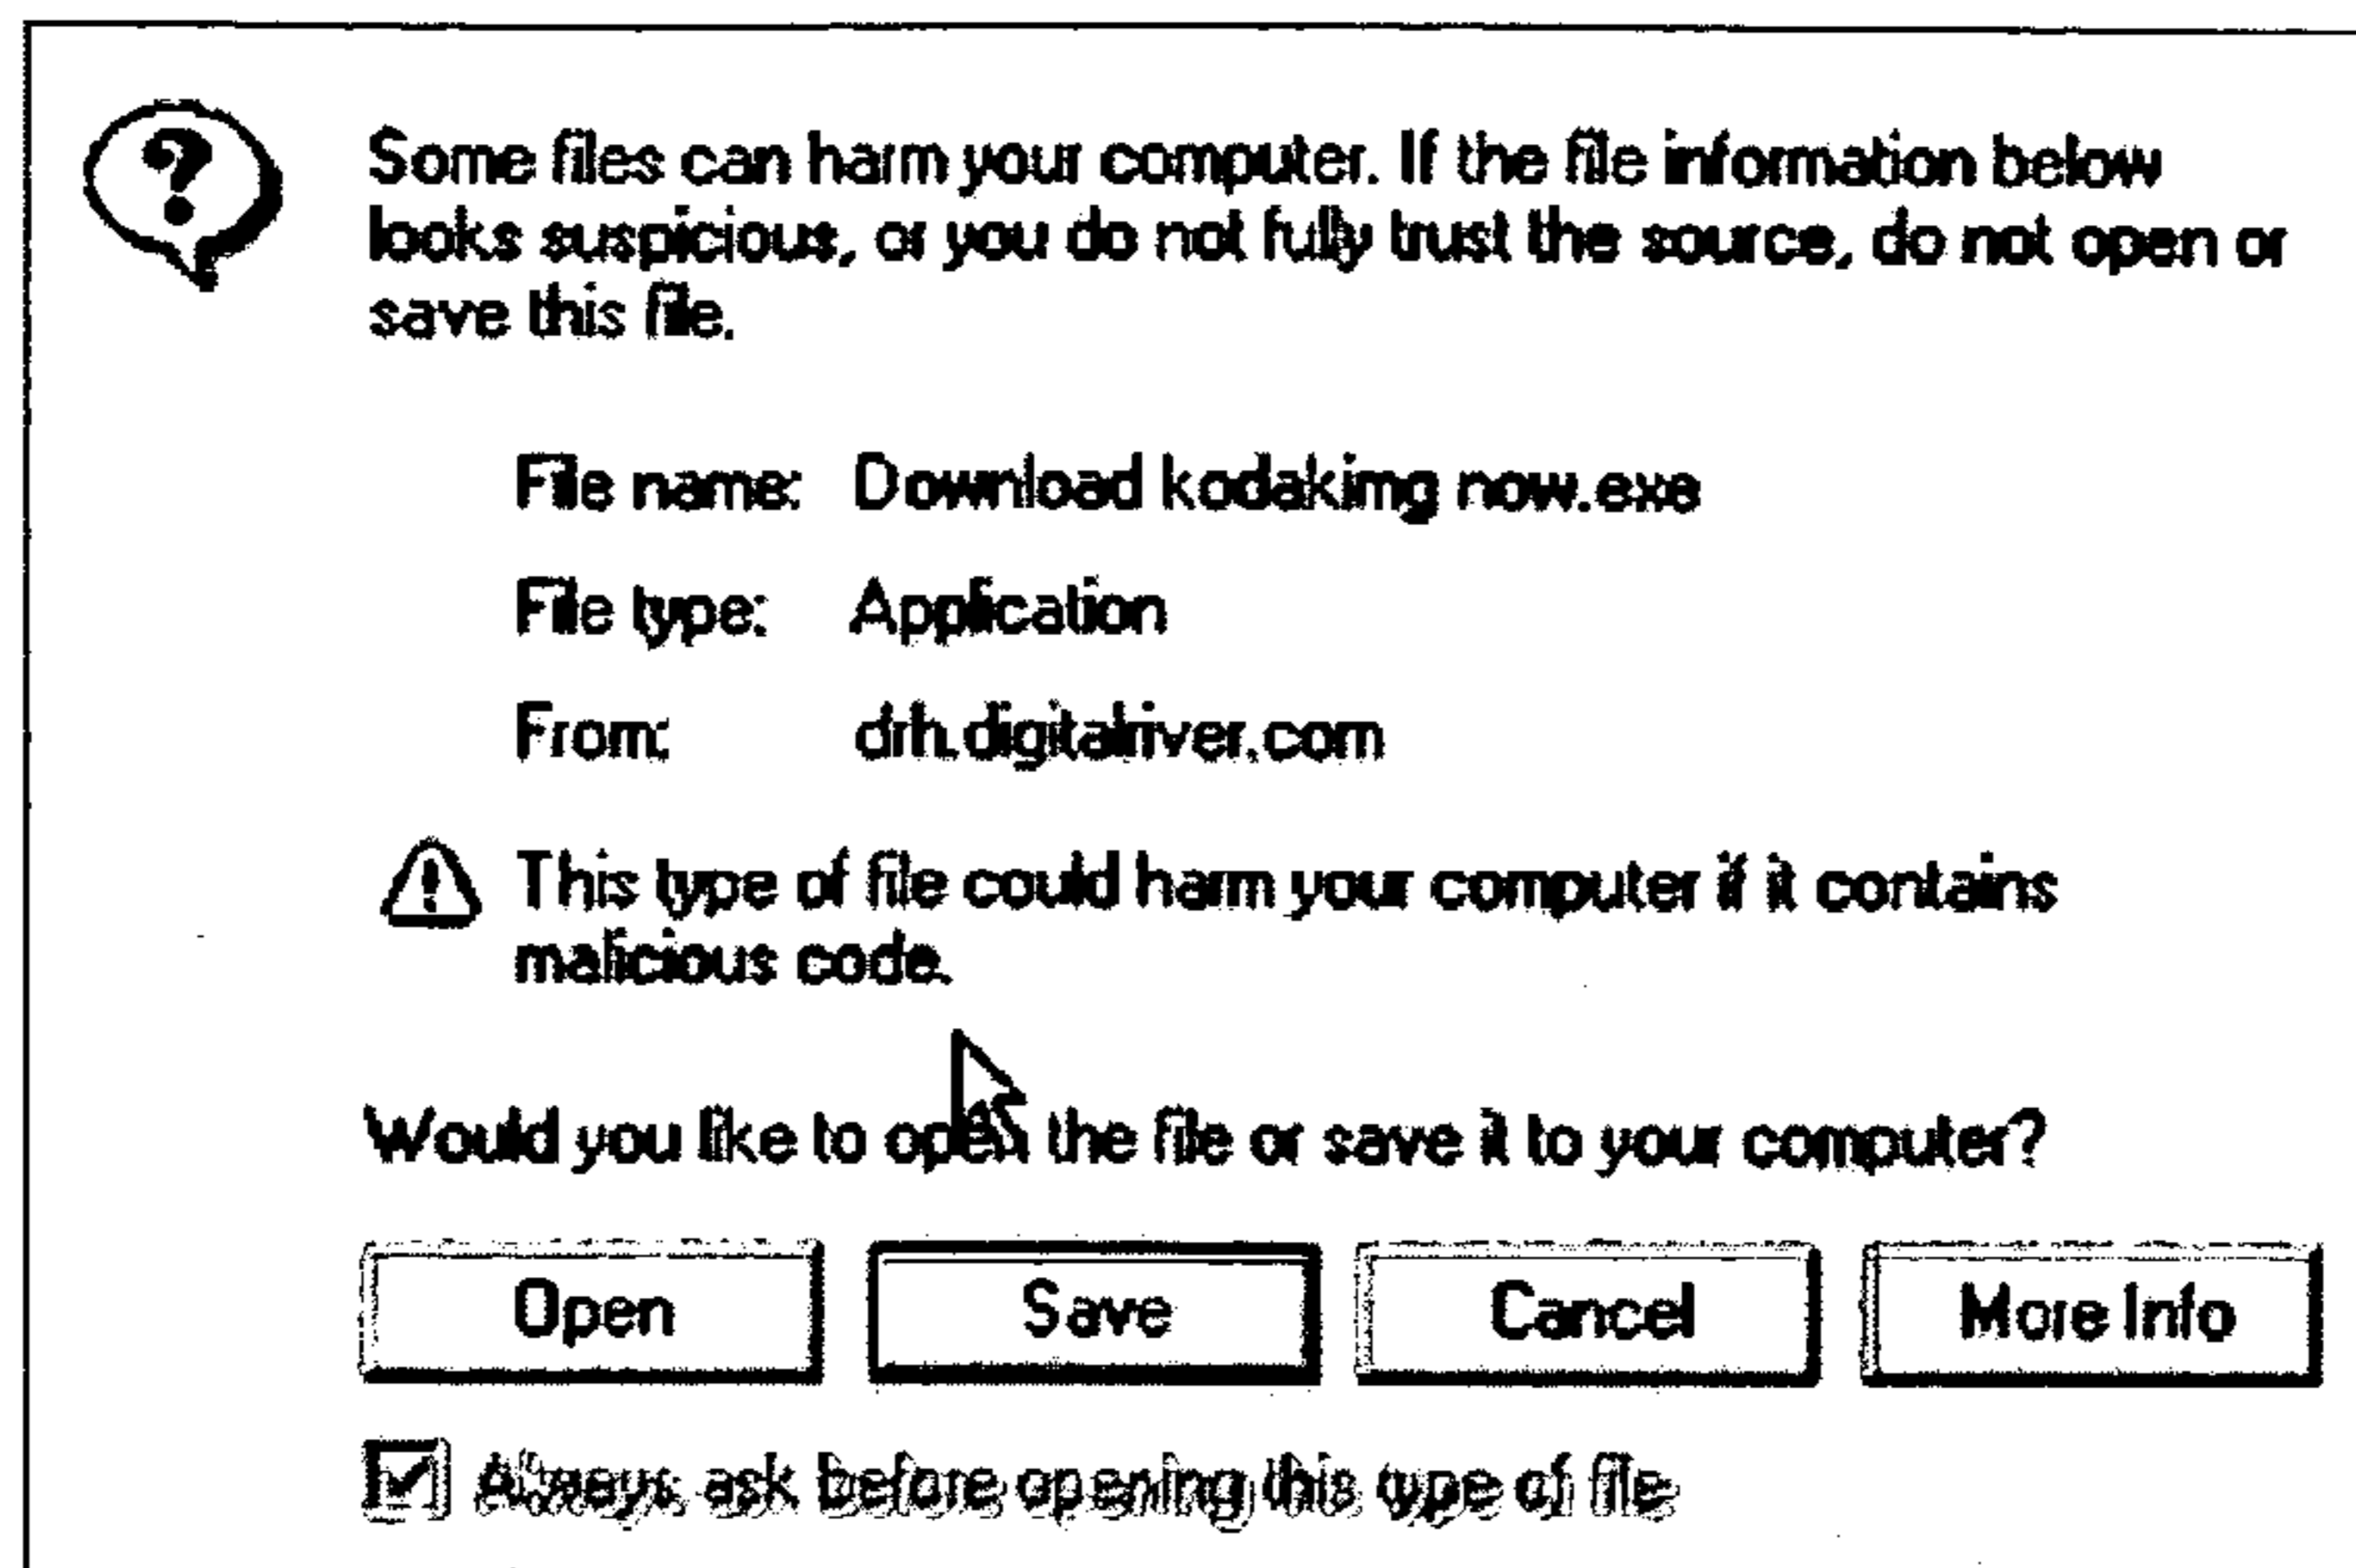 Some files can harm your computer. If the file information below
looks suspicious, or you do not fully trust the source, do not open or
save this file.
File name: Download kodakimg now.exe
File type: Application
From: drh.digitalriver.com
This type of file could harm your computer if it contains
malicious code.
Would you like to open the file or save it to your computer?
Open Save Cancel More Info
Always ask before opening this type of file